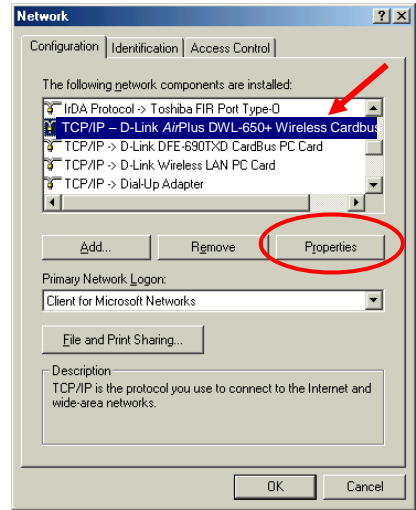 Network
Configuration Identification Access Control
The following network components are installed:
IrDA Protocol -> Toshiba FIR Port Type-O
TCP/IP – D-Link AirPlus DWL-650+ Wireless Cardbus
TCP/IP -> D-Link DFE-690TXD CardBus PC Card
TCP/IP -> D-Link Wireless LAN PC Card
TCP/IP -> Dial-Up Adapter
Add... Remove Properties
Primary Network Logon:
Client for Microsoft Networks
File and Print Sharing...
Description
TCP/IP is the protocol you use to connect to the Internet and
wide-area networks.
OK Cancel